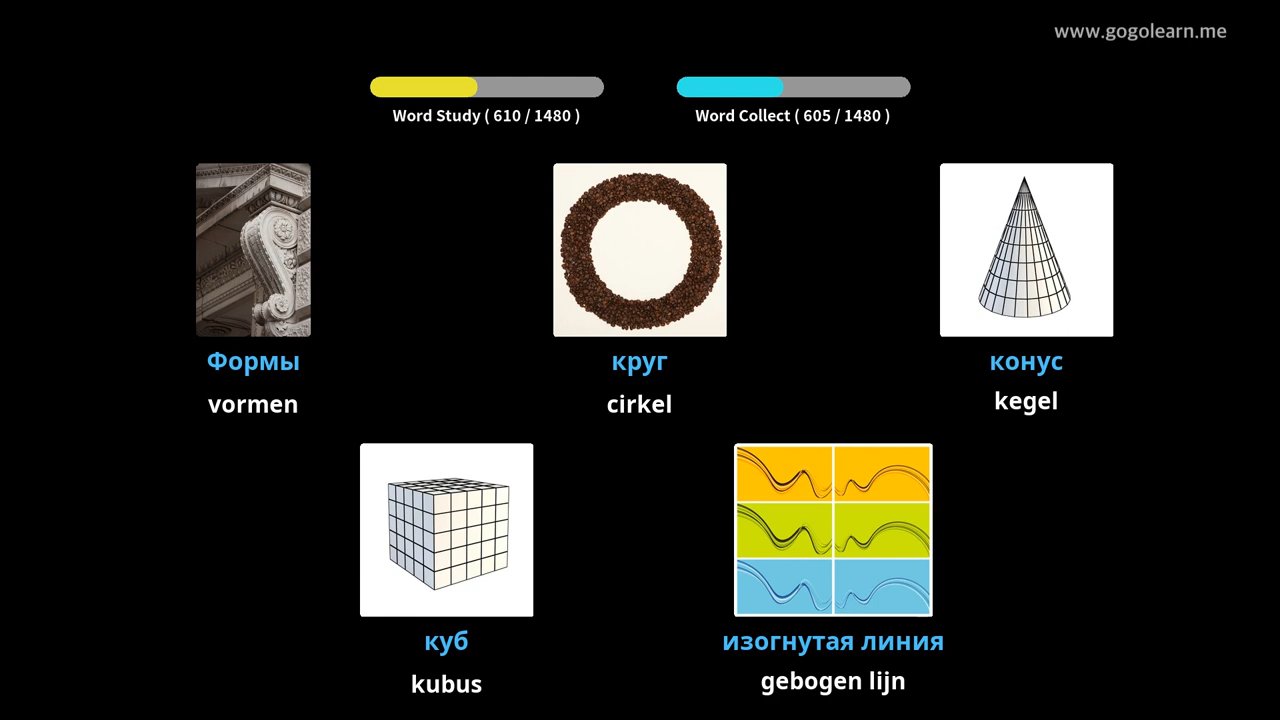 www.gogolearn.me
Word Study ( 610 / 1480 )
Word Collect ( 605 / 1480 )
Формы
круг
конус
vormen
cirkel
kegel
куб
изогнутая линия
kubus
gebogen lijn